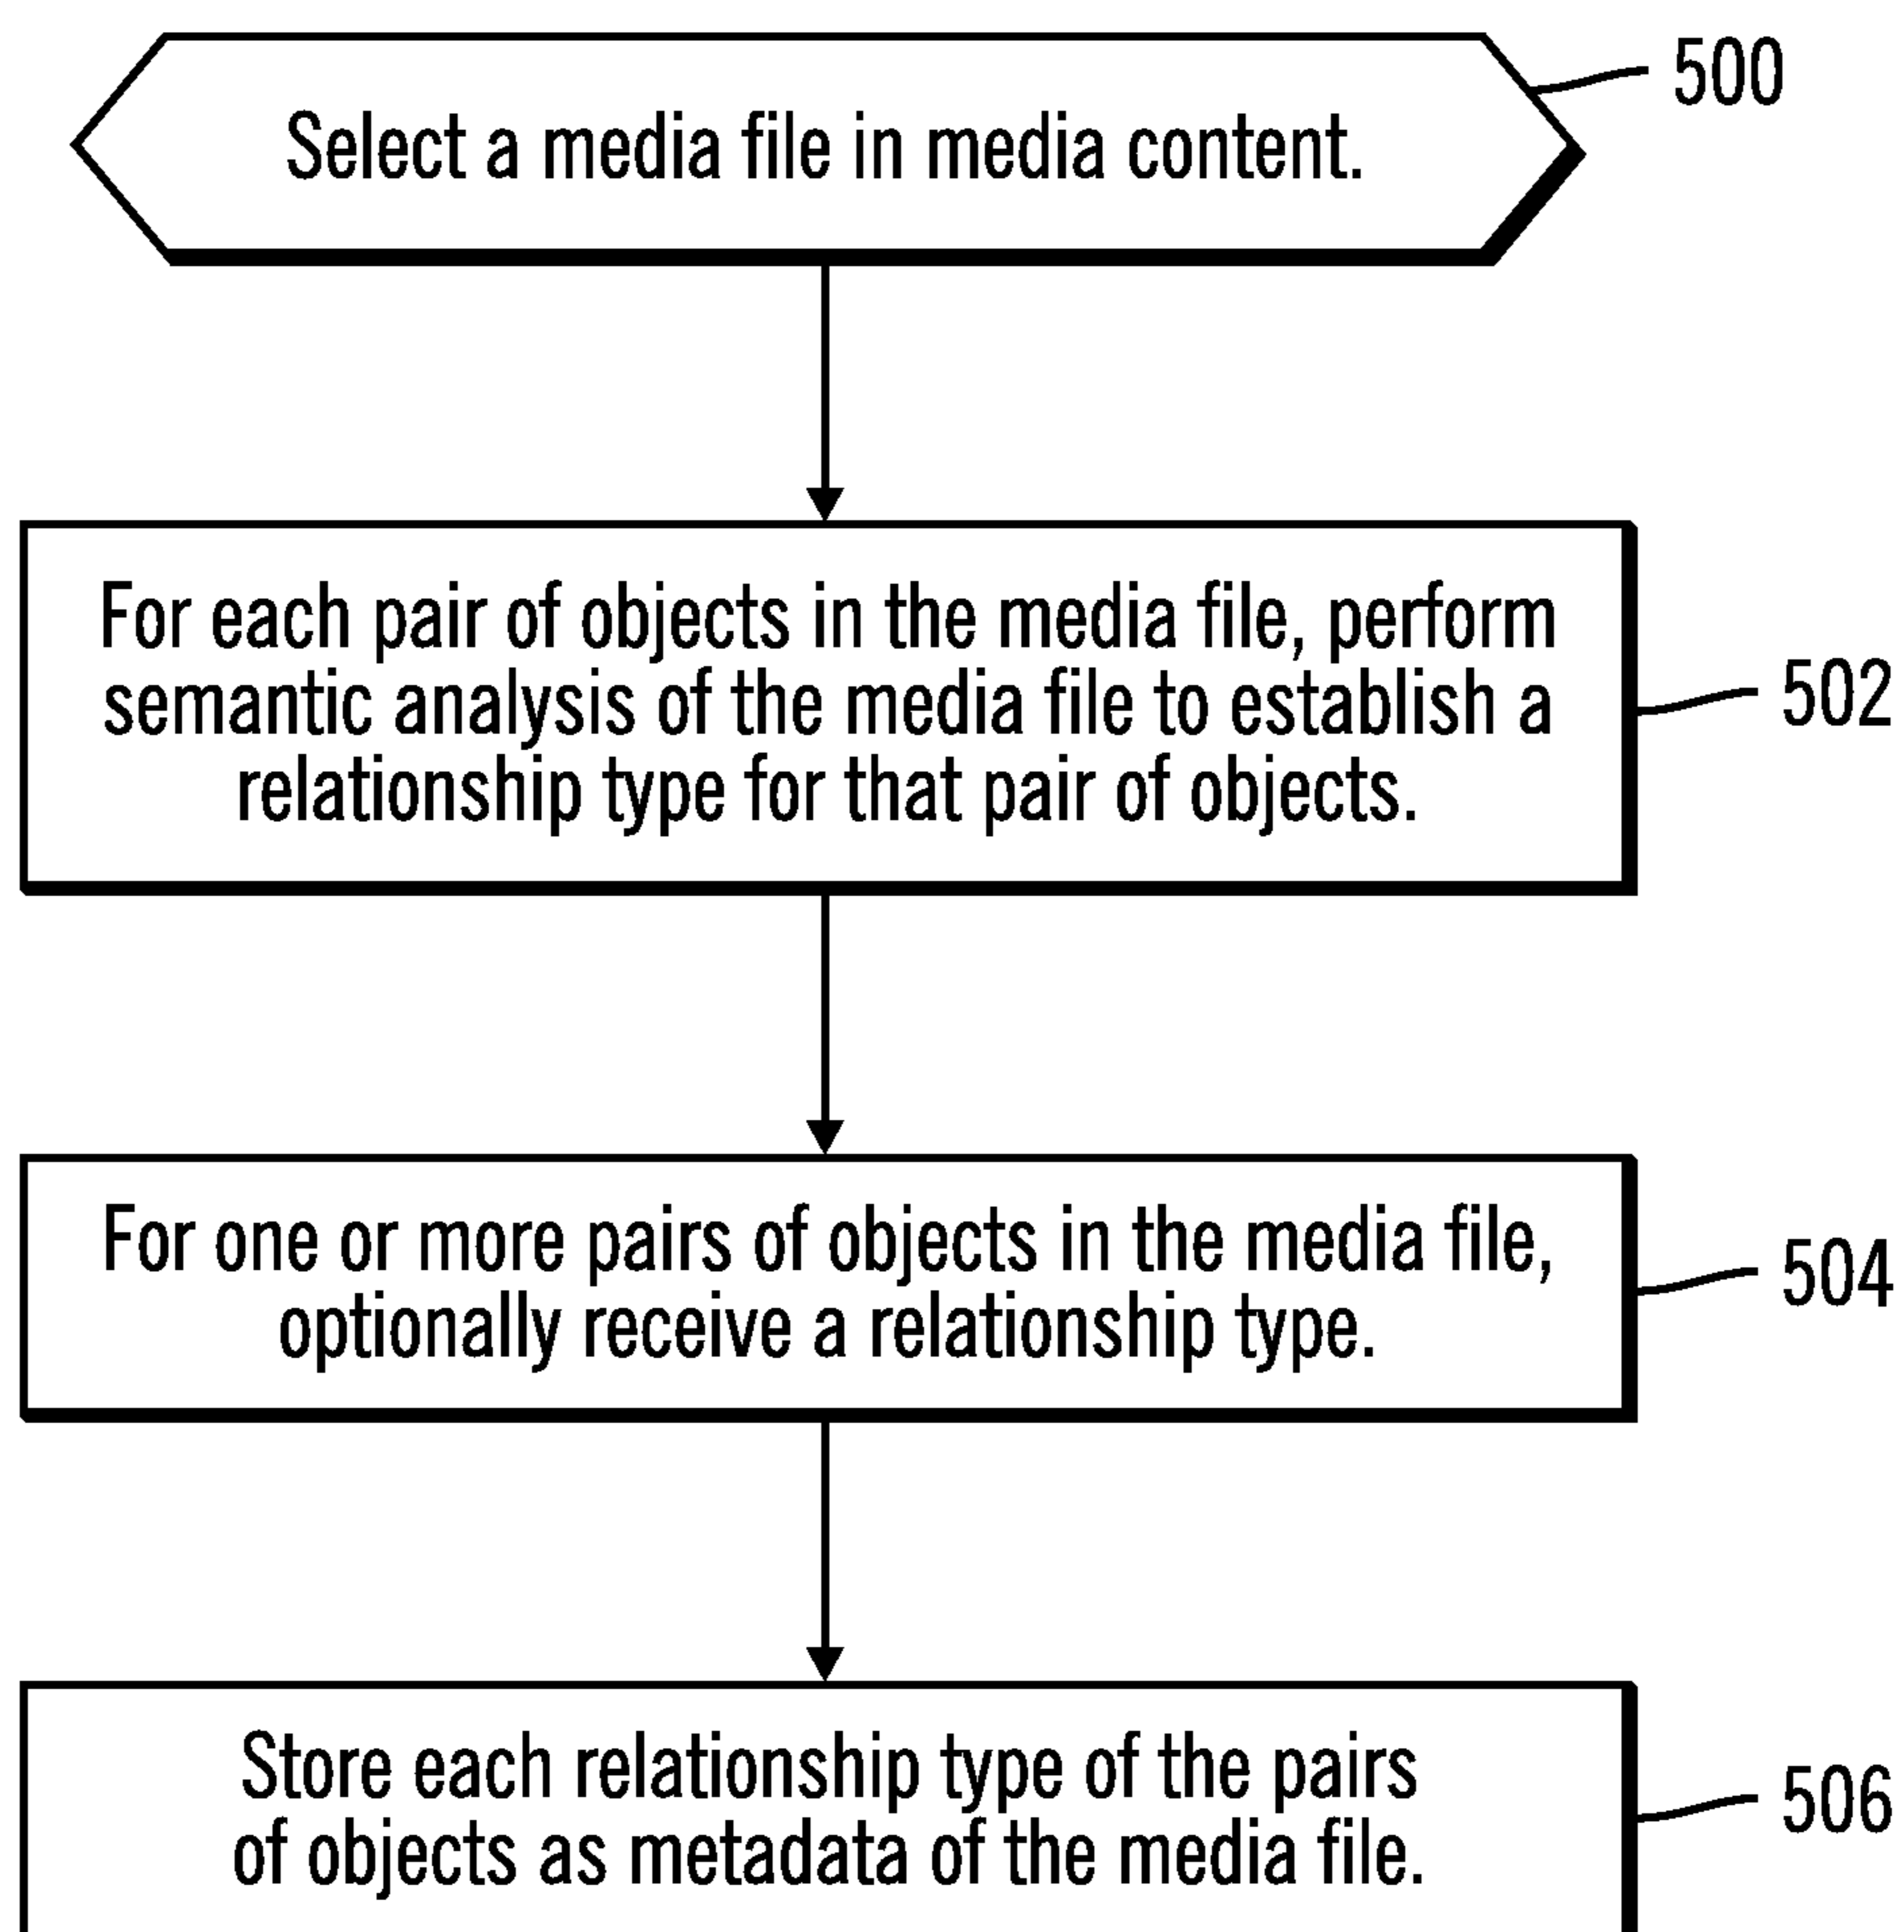 Select a media file in media content.
500
For each pair of objects in the media file, perform
semantic analysis of the media file to establish a
relationship type for that pair of objects.
502
For one or more pairs of objects in the media file,
optionally receive a relationship type.
504
Store each relationship type of the pairs
of objects as metadata of the media file.
506